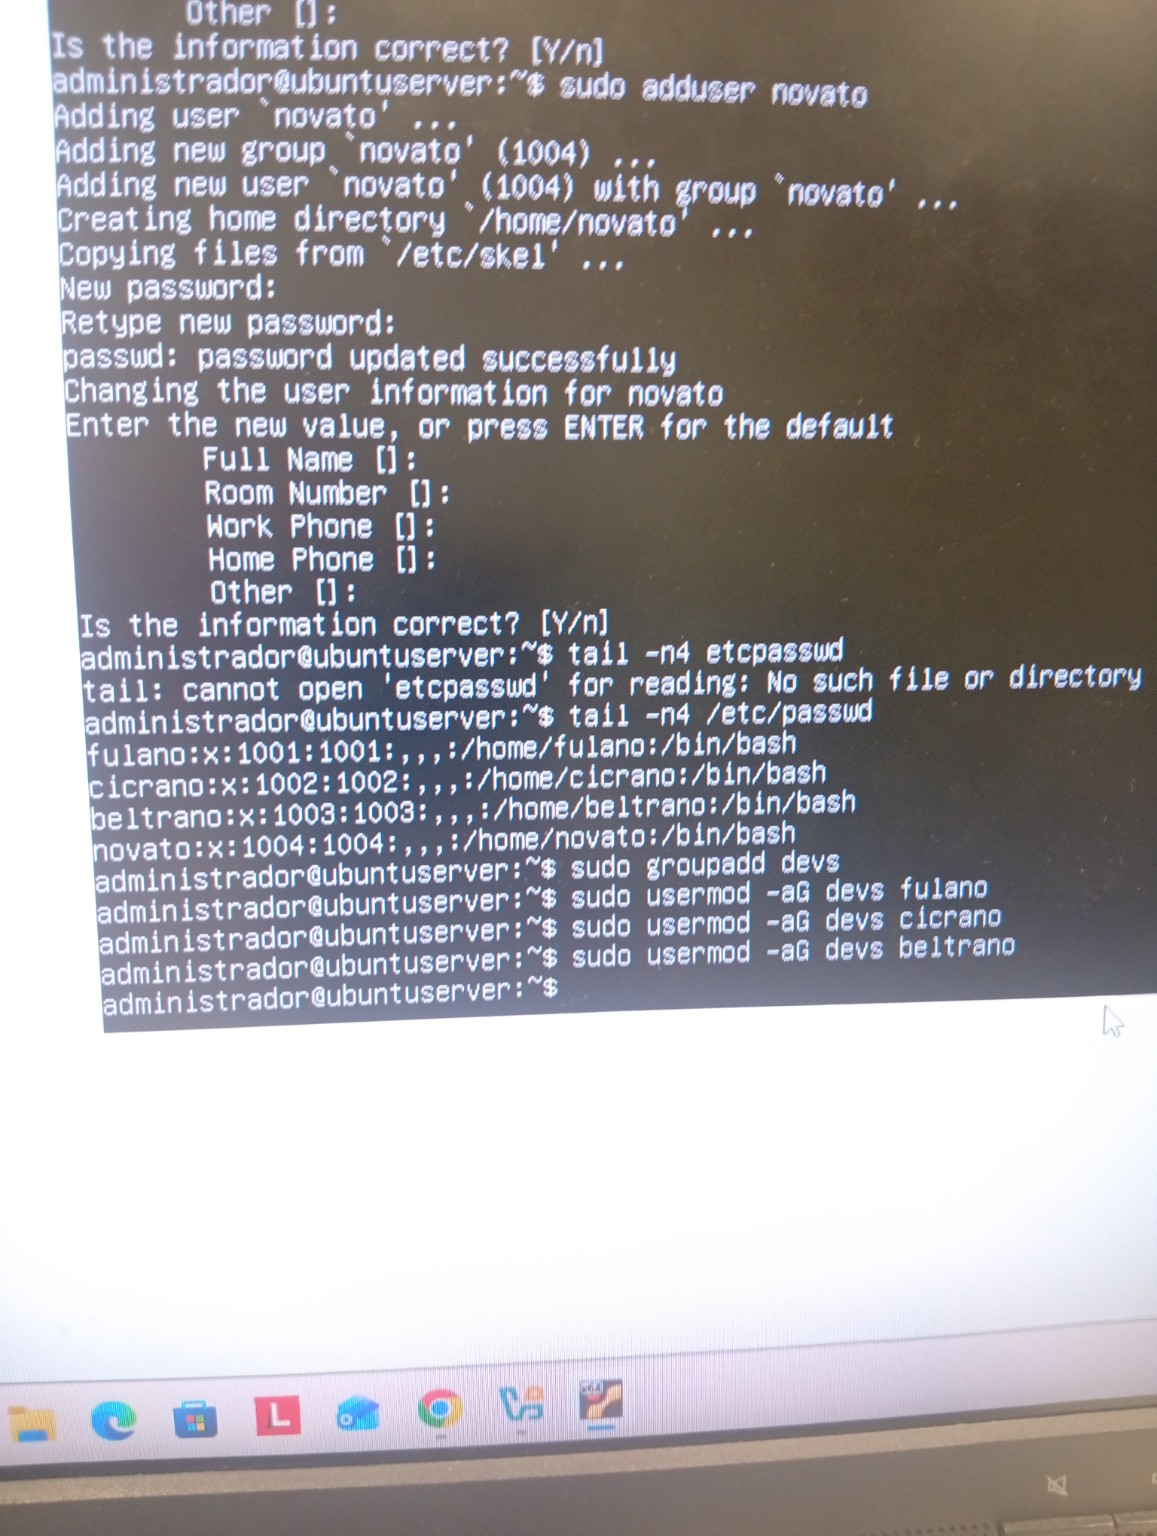 Other []:
Is the information correct? [Y/n]
administrador@ubuntuserver:~$ sudo adduser novato
Adding user `novato' ...
Adding new group `novato' (1004) ...
Adding new user `novato' (1004) with group `novato' ...
Creating home directory `/home/novato' ...
Copying files from `/etc/skel' ...
New password:
Retype new password:
passwd: password updated successfully
Changing the user information for novato
Enter the new value, or press ENTER for the default
Full Name []:
Room Number []:
Work Phone []:
Home Phone []:
Other []:
Is the information correct? [Y/n]
administrador@ubuntuserver:~$ tail -n4 etcpasswd
tail: cannot open 'etcpasswd' for reading: No such file or directory
administrador@ubuntuserver:~$ tail -n4 /etc/passwd
fulano:x:1001:1001:,,,:/home/fulano:/bin/bash
cicrano:x:1002:1002:,,,:/home/cicrano:/bin/bash
beltrano:x:1003:1003:,,,:/home/beltrano:/bin/bash
novato:x:1004:1004:,,,:/home/novato:/bin/bash
administrador@ubuntuserver:~$ sudo groupadd devs
administrador@ubuntuserver:~$ sudo usermod -aG devs fulano
administrador@ubuntuserver:~$ sudo usermod -aG devs cicrano
administrador@ubuntuserver:~$ sudo usermod -aG devs beltrano
administrador@ubuntuserver:~$
L
x64